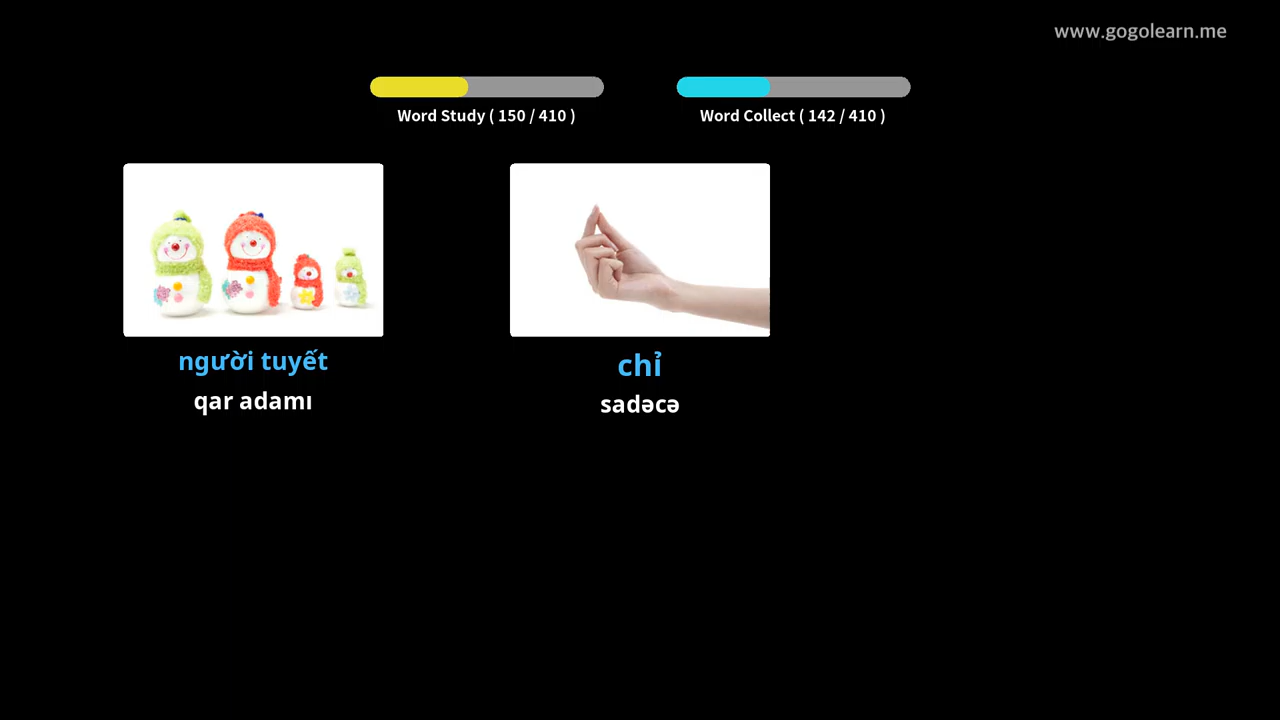 www.gogolearn.me
Word Study ( 150 / 410 )
Word Collect ( 142 / 410 )
người tuyết
qar adamı
chỉ
sadəcə